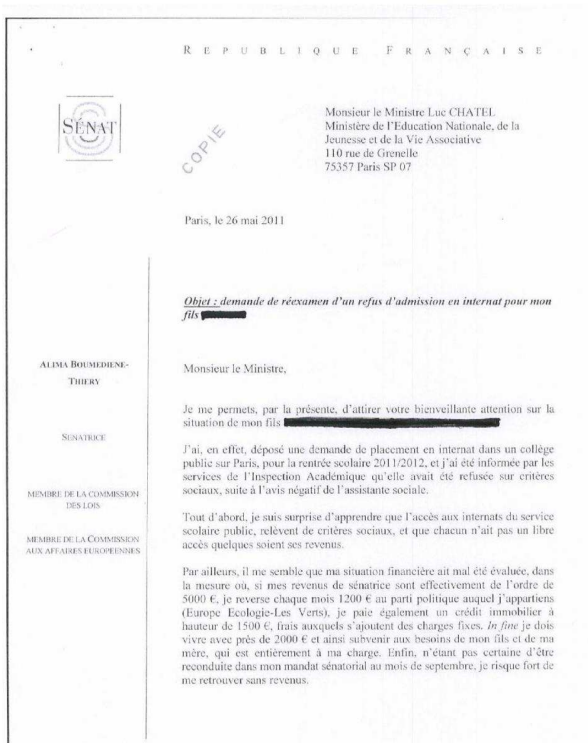 REPUBLIQUE FRANÇAISE
SÉNAT
COPIE
Monsieur le Ministre Luc CHATEL
Ministère de l'Education Nationale, de la
Jeunesse et de la Vie Associative
110 rue de Grenelle
75357 Paris SP 07
Paris, le 26 mai 2011
Objet : demande de réexamen d'un refus d'admission en internat pour mon
fils
ALIMA BOUMEDIENE-
THIERY
SENATRICE
MEMBRE DE LA COMMISSION
DES LOIS
MEMBRE DE LA COMMISSION
AUX AFFAIRES EUROPEENNES
Monsieur le Ministre,
Je me permets, par la présente, d'attirer votre bienveillante attention sur la
situation de mon fils
J'ai, en effet, déposé une demande de placement en internat dans un collège
public sur Paris, pour la rentrée scolaire 2011/2012, et j'ai été informée par les
services de l'Inspection Académique qu'elle avait été refusée sur critères
sociaux, suite à l'avis négatif de l'assistante sociale.
Tout d'abord, je suis surprise d'apprendre que l'accès aux internats du service
scolaire public, relèvent de critères sociaux, et que chacun n'ait pas un libre
accès quelques soient ses revenus.
Par ailleurs, il me semble que ma situation financière ait mal été évaluée, dans
la mesure où, si mes revenus de sénatrice sont effectivement de l'ordre de
5000 €, je reverse chaque mois 1200 € au parti politique auquel j'appartiens
(Europe Ecologie-Les Verts), je paie également un crédit immobilier à
hauteur de 1500 €, frais auxquels s'ajoutent des charges fixes. In fine je dois
vivre avec près de 2000 € et ainsi subvenir aux besoins de mon fils et de ma
mère, qui est entièrement à ma charge. Enfin, n'étant pas certaine d'être
reconduite dans mon mandat sénatorial au mois de septembre, je risque fort de
me retrouver sans revenus.